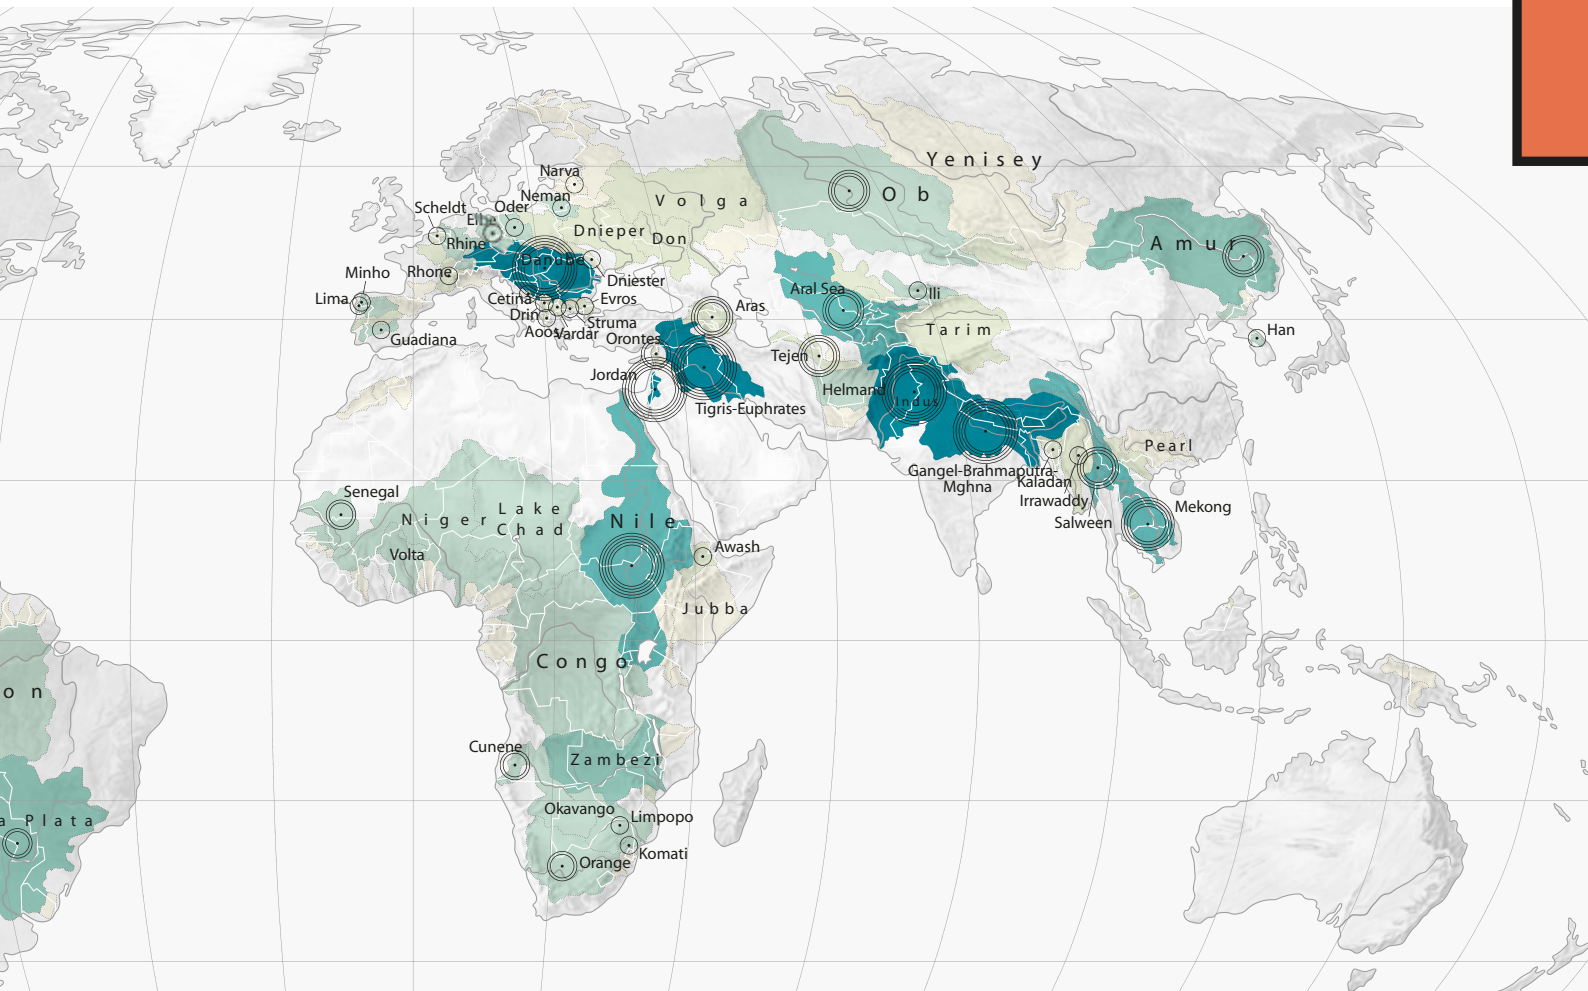 Yenisey
Narva
Ob
Neman
Volga
Scheldt
Oder
Elbe
Dnieper
Don
Amur
Rhine
Danube
Minho
Rhone
Dniester
Aral Sea
Ili
Lima
Cetina
Evros
Aras
Drin
Struma
Tarim
Han
Aoos
Vardar
Guadiana
Orontes
Tejen
Jordan
Helmand
Indus
Tigris-Euphrates
Pearl
Gangel-Brahmaputra-
Mghna
Kaladan
Irrawaddy
Senegal
Lake
Chad
Niger
Nile
Salween
Mekong
Volta
Awash
Jubba
Congo
on
Cunene
Zambezi
Okavango
Limpopo
a Plata
Komati
Orange